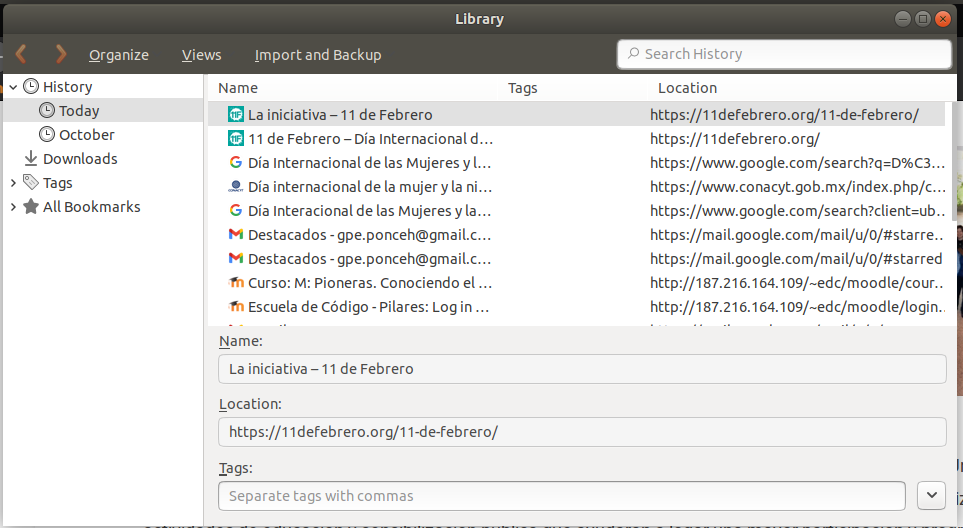 Library
Organize Views Import and Backup Search History
History
Today
October
Downloads
Tags
All Bookmarks
Name Tags Location
La iniciativa – 11 de Febrero https://11defebrero.org/11-de-febrero/
11 de Febrero – Día Internacional d… https://11defebrero.org/
Día Internacional de las Mujeres y l… https://www.google.com/search?q=D%C3…
Día internacional de la mujer y la ni… https://www.conacyt.gob.mx/index.php/c…
Día Interacional de las Mujeres y la… https://www.google.com/search?client=ub…
Destacados - gpe.ponceh@gmail.c… https://mail.google.com/mail/u/0/#starre…
Destacados - gpe.ponceh@gmail.c… https://mail.google.com/mail/u/0/#starred
Curso: M: Pioneras. Conociendo el … http://187.216.164.109/~edc/moodle/cour…
Escuela de Código - Pilares: Log in … http://187.216.164.109/~edc/moodle/login…
Name:
La iniciativa – 11 de Febrero
Location:
https://11defebrero.org/11-de-febrero/
Tags:
Separate tags with commas